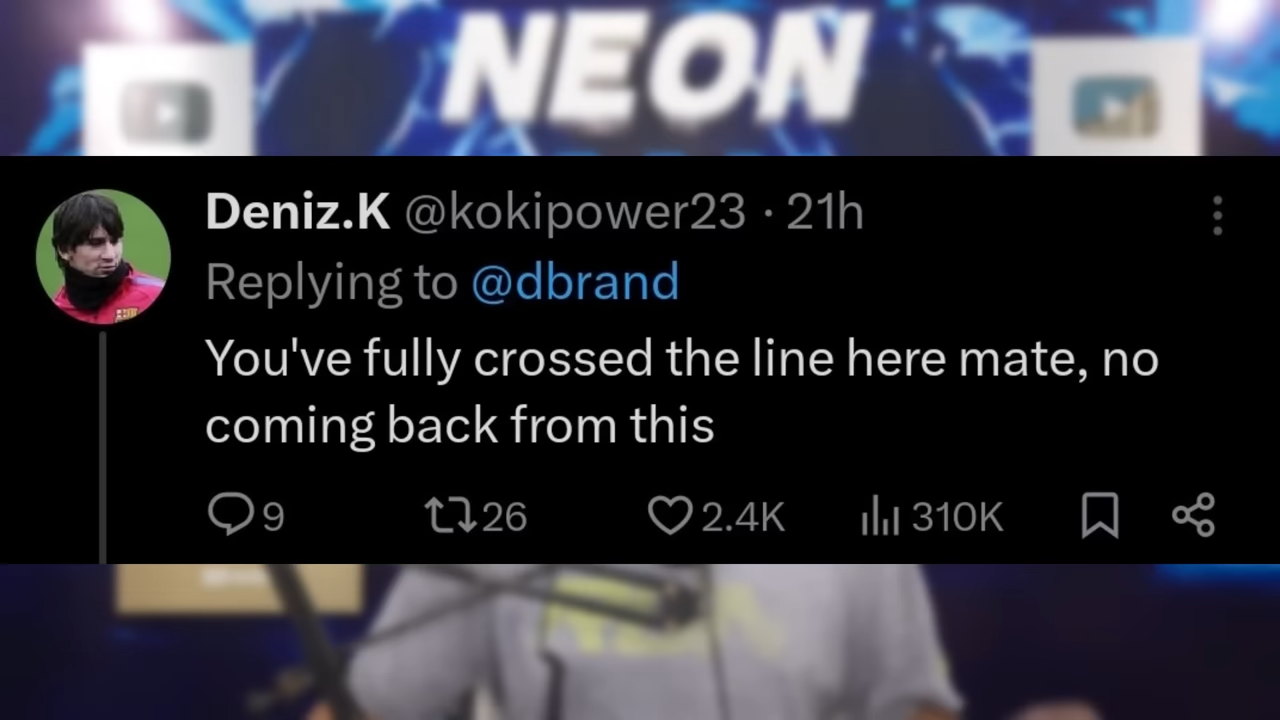 NEON
Deniz.K @kokipower23 · 21h
Replying to @dbrand
You've fully crossed the line here mate, no
coming back from this
9 26 2.4K 310K